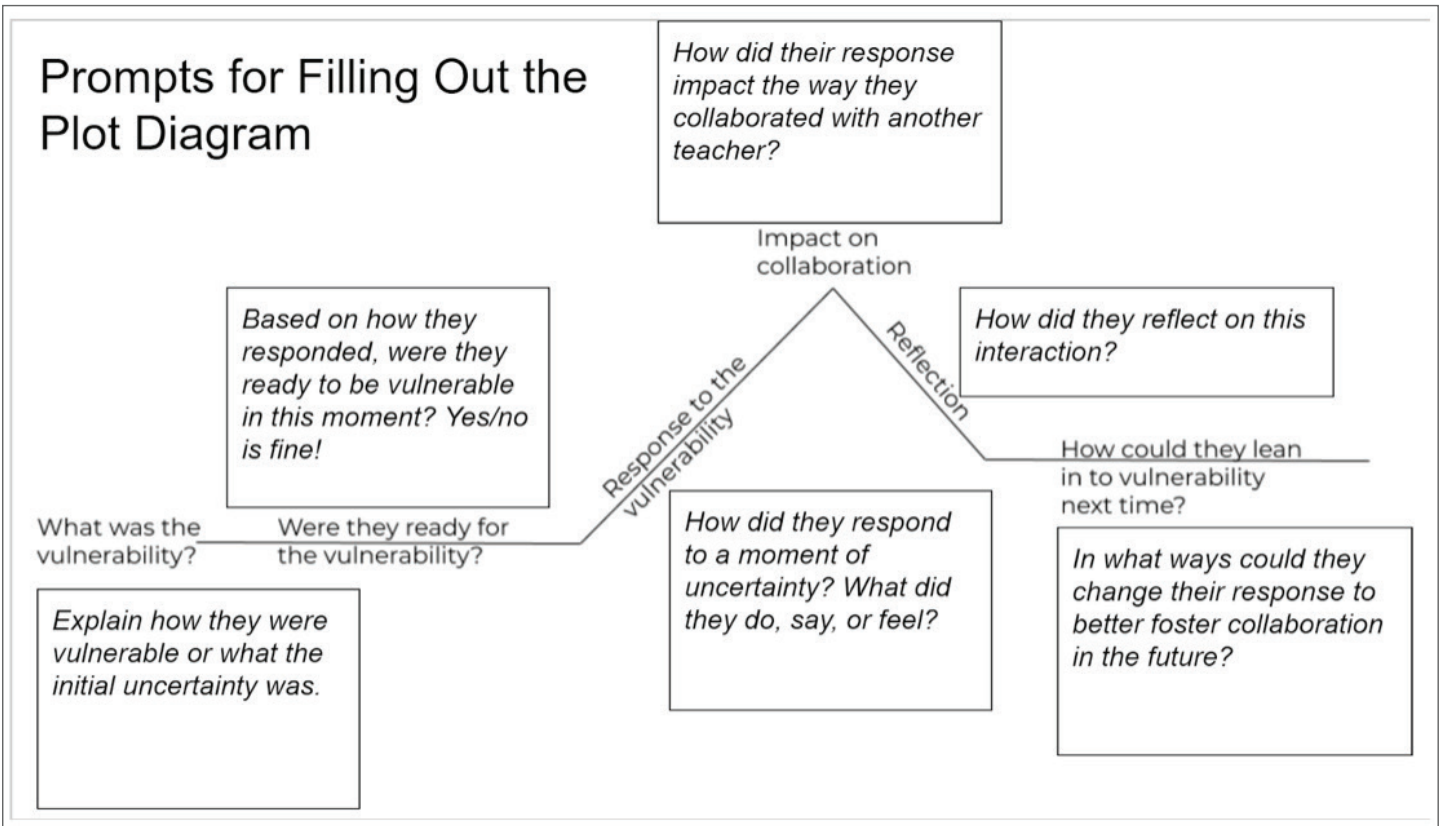 Prompts for Filling Out the
Plot Diagram
How did their response
impact the way they
collaborated with another
teacher?
Impact on
collaboration
Based on how they
responded, were they
ready to be vulnerable
in this moment? Yes/no
is fine!
Response to the
vulnerability
Reflection
How did they reflect on this
interaction?
What was the
vulnerability?
Were they ready for
the vulnerability?
How could they lean
in to vulnerability
next time?
Explain how they were
vulnerable or what the
initial uncertainty was.
How did they respond
to a moment of
uncertainty? What did
they do, say, or feel?
In what ways could they
change their response to
better foster collaboration
in the future?